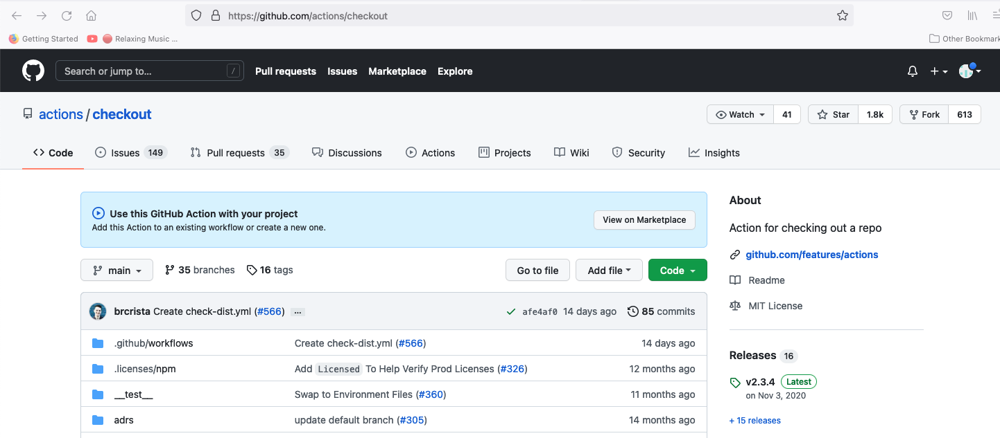 https://github.com/actions/checkout
Getting Started
Relaxing Music ...
Other Bookmark
Search or jump to...
/
Pull requests
Issues
Marketplace
Explore
actions / checkout
Watch 41
Star 1.8k
Fork 613
Code
Issues 149
Pull requests 35
Discussions
Actions
Projects
Wiki
Security
Insights
Use this GitHub Action with your project
Add this Action to an existing workflow or create a new one.
View on Marketplace
main
35 branches
16 tags
Go to file
Add file
Code
brcrista Create check-dist.yml (#566) ...
afe4af0 14 days ago
85 commits
.github/workflows Create check-dist.yml (#566) 14 days ago
.licenses/npm Add Licensed To Help Verify Prod Licenses (#326) 12 months ago
__test__ Swap to Environment Files (#360) 11 months ago
adrs update default branch (#305) 14 months ago
About
Action for checking out a repo
github.com/features/actions
Readme
MIT License
Releases 16
v2.3.4 Latest
on Nov 3, 2020
+ 15 releases